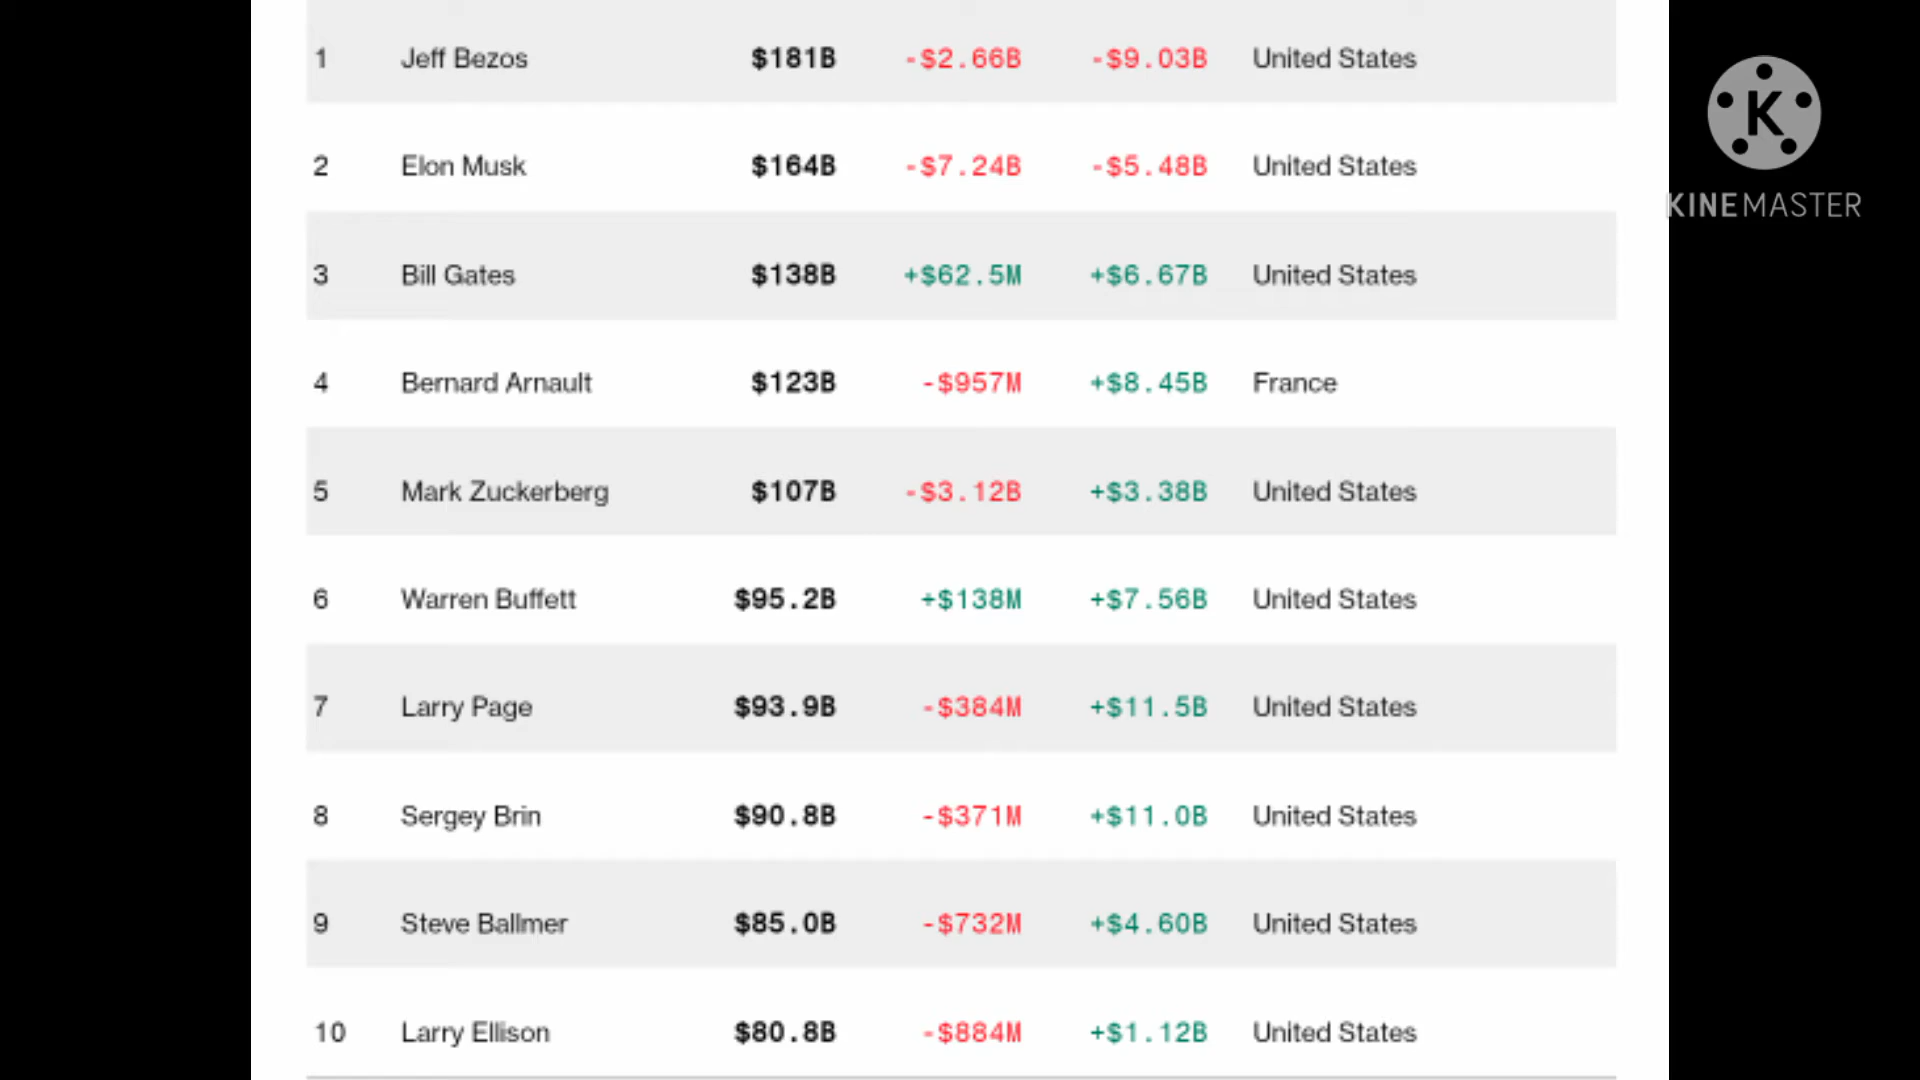 1 Jeff Bezos $181B -$2.66B -$9.03B United States
2 Elon Musk $164B -$7.24B -$5.48B United States
3 Bill Gates $138B +$62.5M +$6.67B United States
4 Bernard Arnault $123B -$957M +$8.45B France
5 Mark Zuckerberg $107B -$3.12B +$3.38B United States
6 Warren Buffett $95.2B +$138M +$7.56B United States
7 Larry Page $93.9B -$384M +$11.5B United States
8 Sergey Brin $90.8B -$371M +$11.0B United States
9 Steve Ballmer $85.0B -$732M +$4.60B United States
10 Larry Ellison $80.8B -$884M +$1.12B United States
K
KINEMASTER